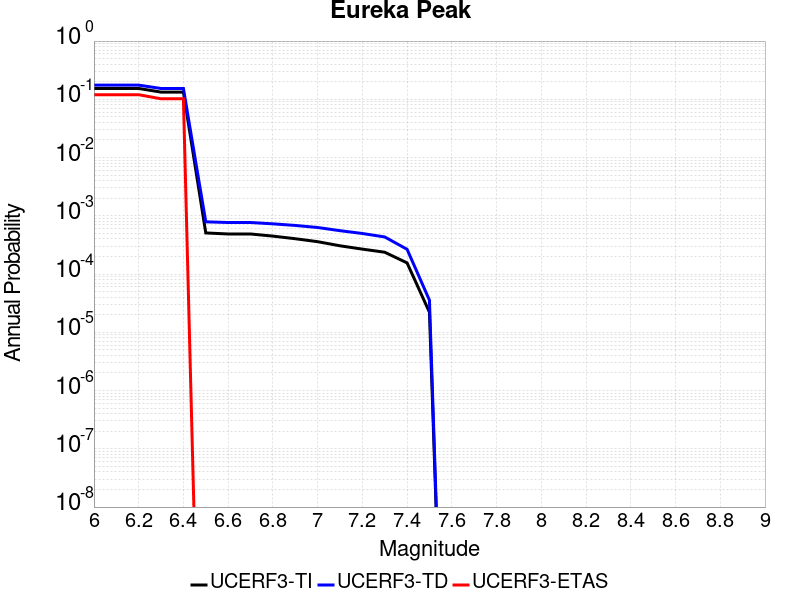 Eureka Peak
10^0
10^-1
10^-2
10^-3
10^-4
10^-5
10^-6
10^-7
10^-8
Annual Probability
6 6.2 6.4 6.6 6.8 7 7.2 7.4 7.6 7.8 8 8.2 8.4 8.6 8.8 9
Magnitude
UCERF3-TI UCERF3-TD UCERF3-ETAS